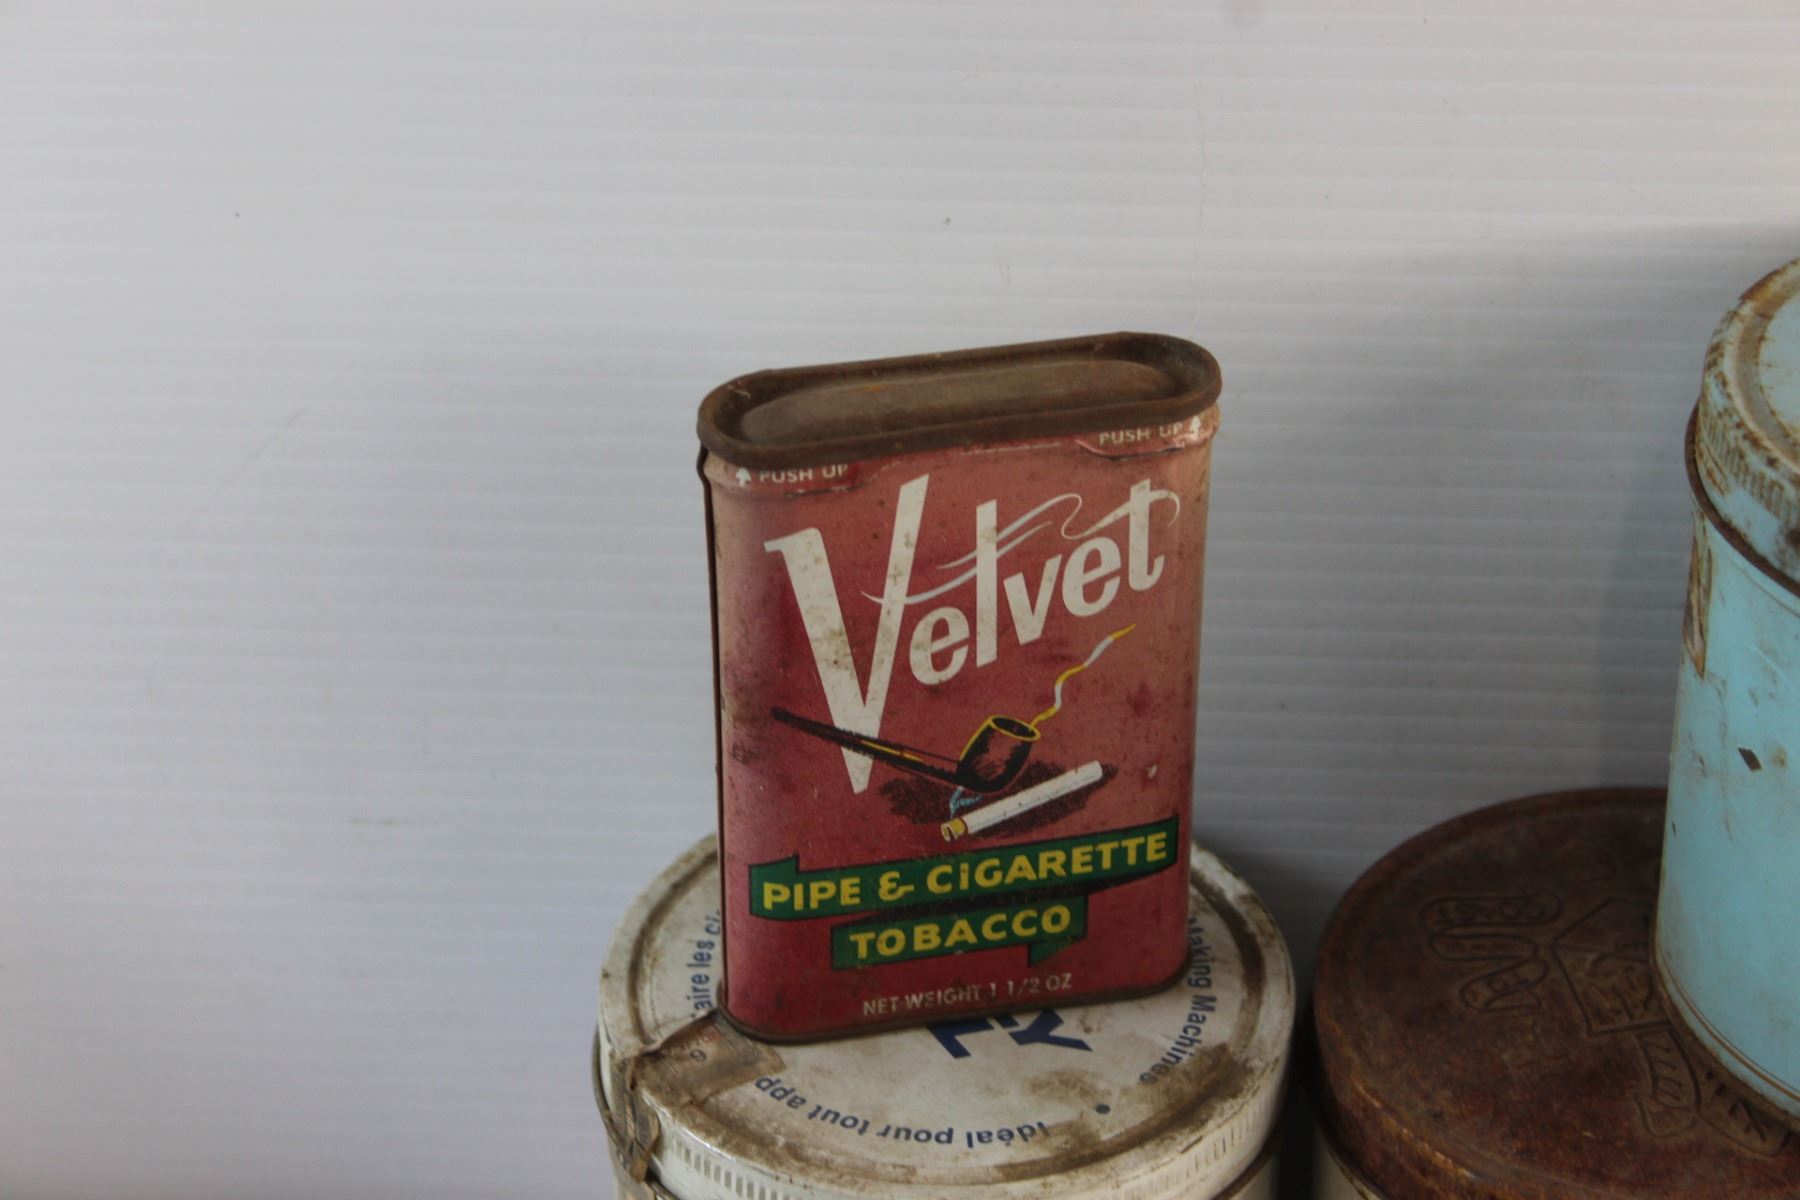 PUSH UP
PUSH UP
Velvet
PIPE & CiGARETTE
TOBACCO
NET WEIGHT 1 1/2 OZ
aire les
Making Machines
Idéal pour tout app